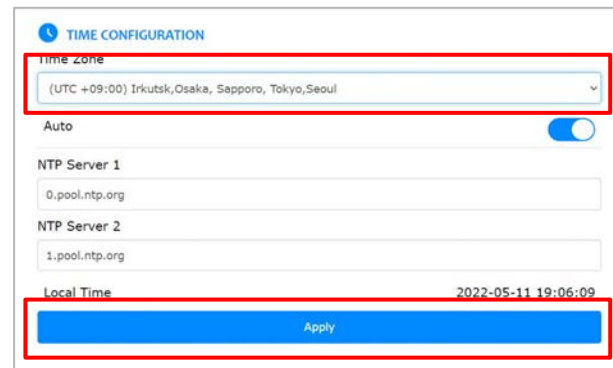 TIME CONFIGURATION
Time Zone
(UTC +09:00) Irkutsk,Osaka, Sapporo, Tokyo,Seoul
Auto
NTP Server 1
0.pool.ntp.org
NTP Server 2
1.pool.ntp.org
Local Time 2022-05-11 19:06:09
Apply